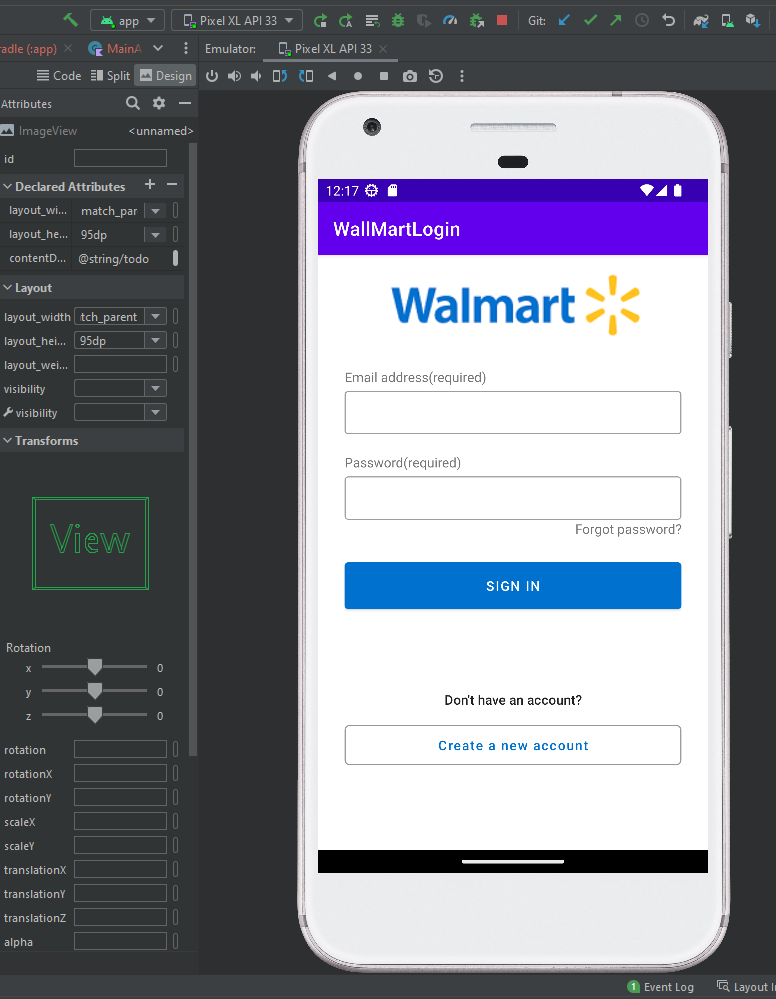 app
Pixel XL API 33
Git:
radle (:app)
MainA
Emulator:
Pixel XL API 33
Code
Split
Design
Attributes
ImageView
<unnamed>
id
Declared Attributes
layout_wi...
match_par
layout_he...
95dp
contentD...
@string/todo
Layout
layout_width
tch_parent
layout_hei...
95dp
layout_wei...
visibility
visibility
Transforms
View
Rotation
x
0
y
0
z
0
rotation
rotationX
rotationY
scaleX
scaleY
translationX
translationY
translationZ
alpha
12:17
WallMartLogin
Walmart
Email address(required)
Password(required)
Forgot password?
SIGN IN
Don't have an account?
Create a new account
1
Event Log
Layout In